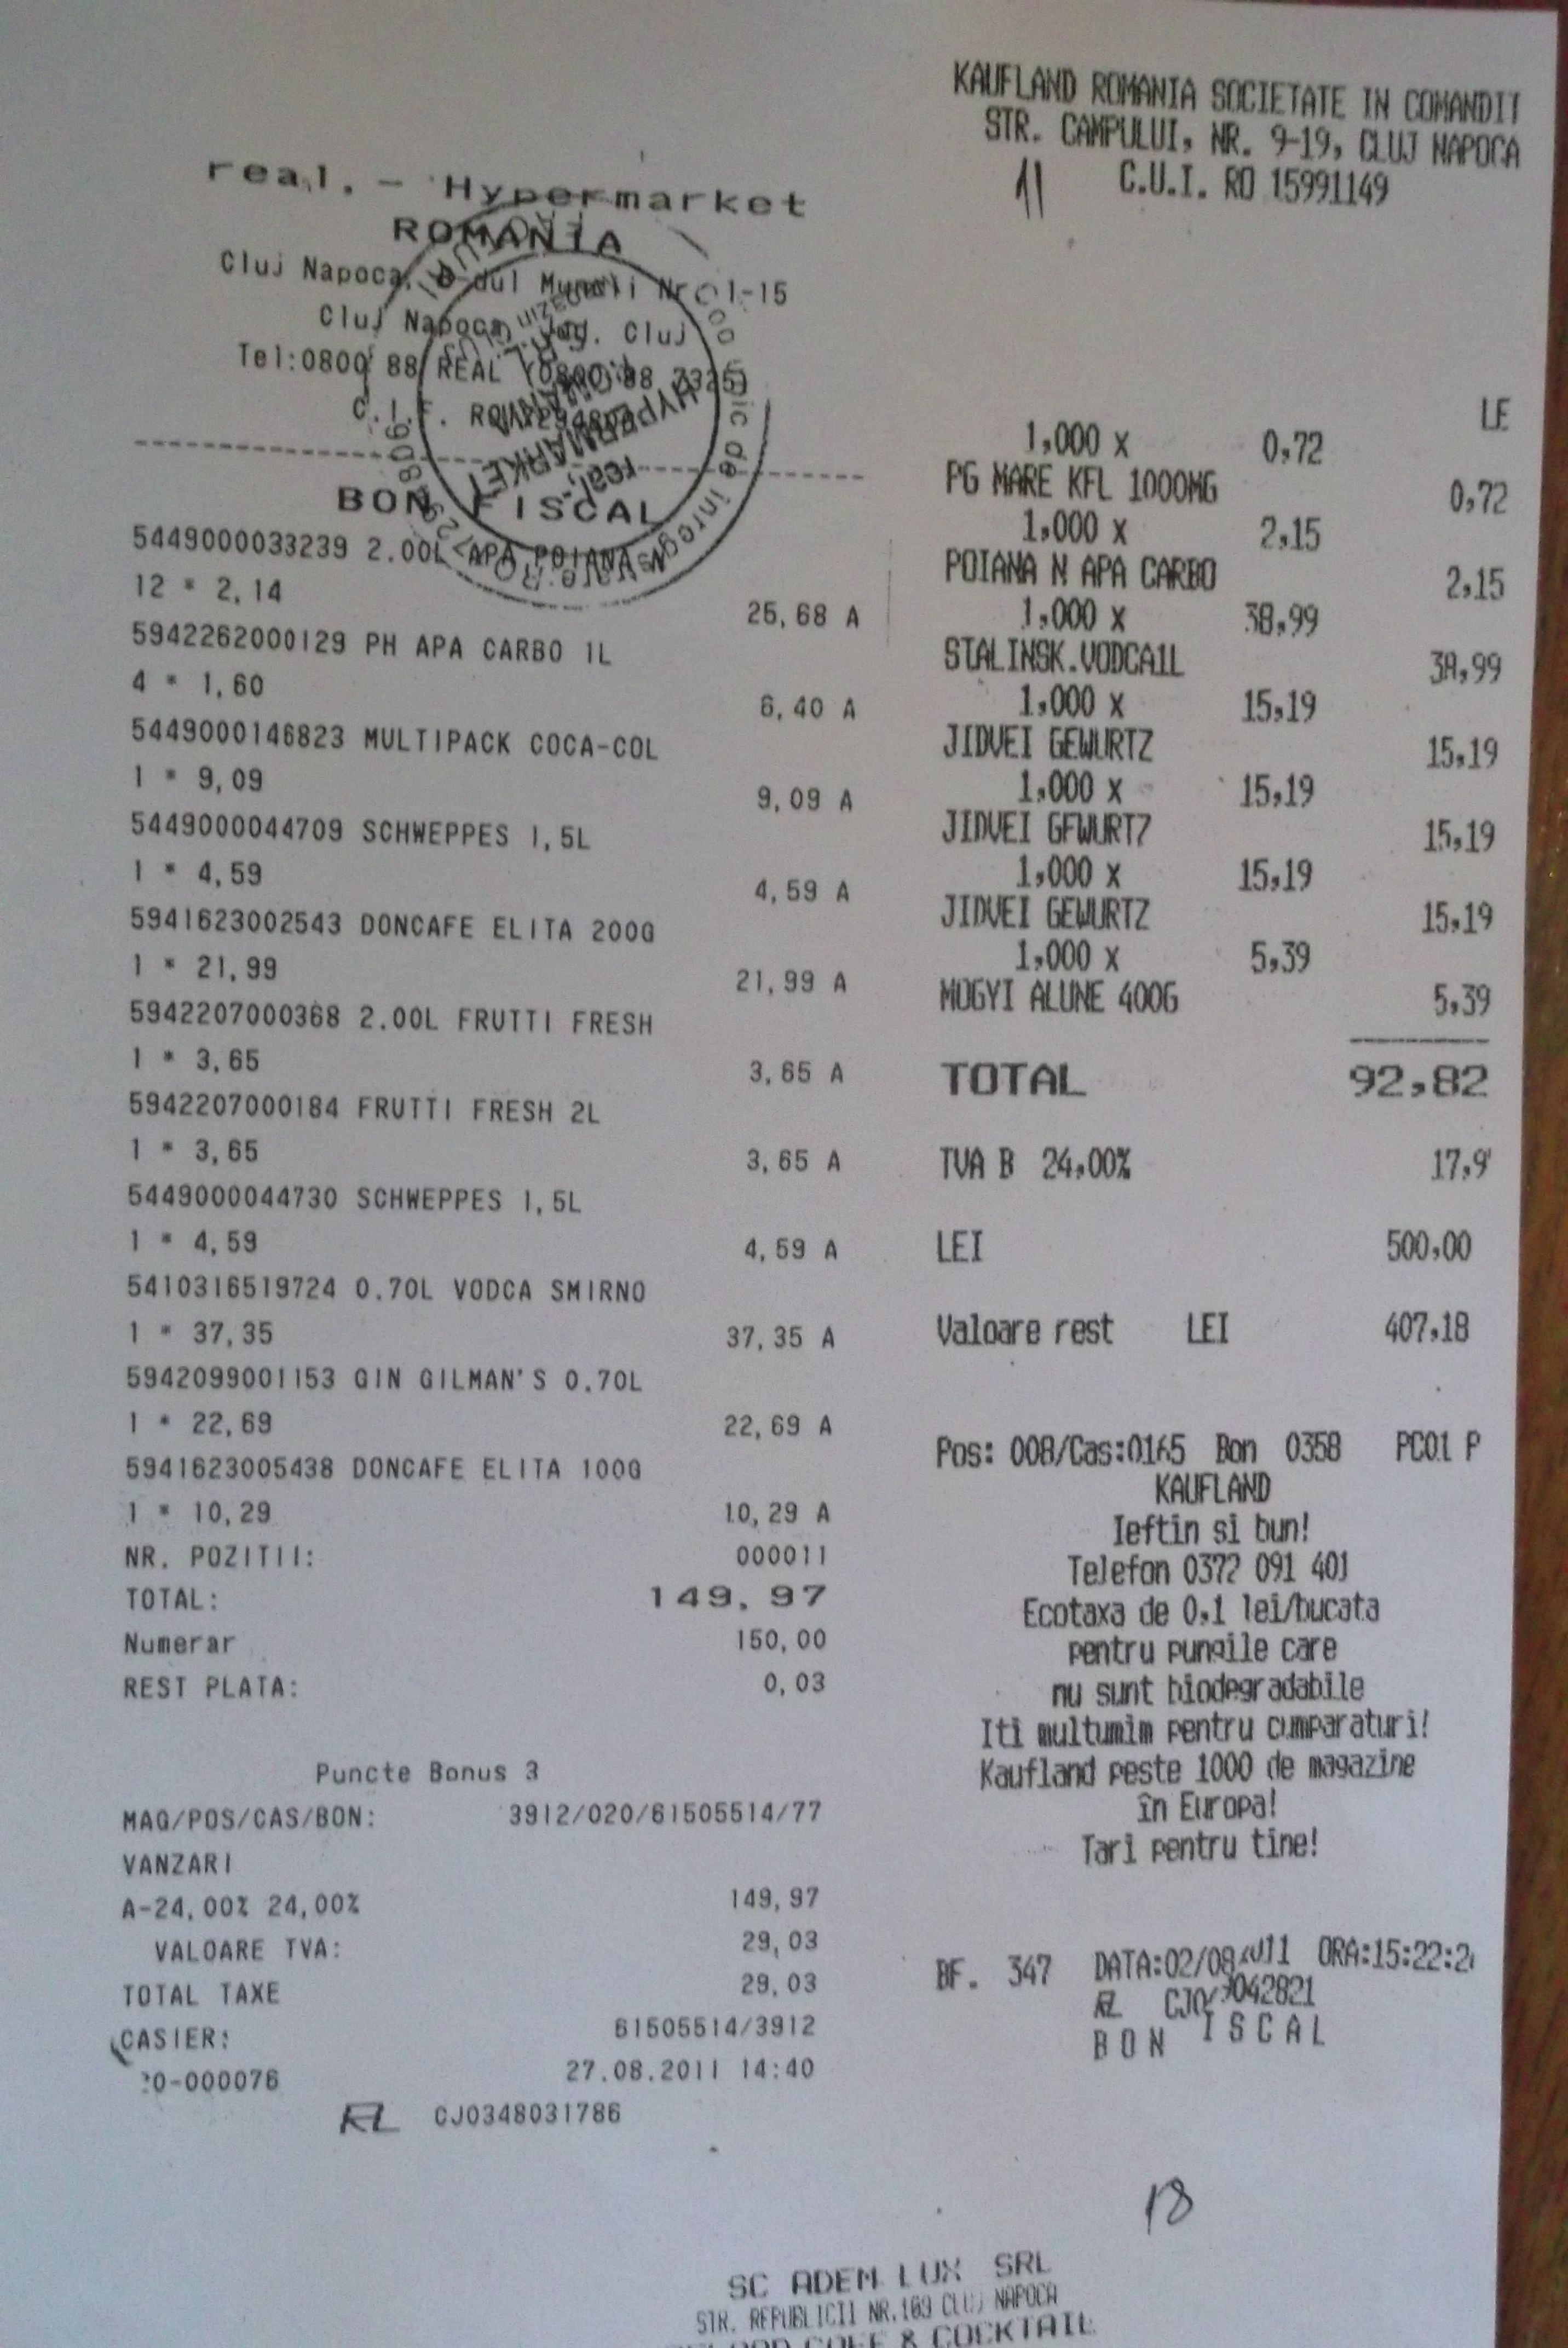 real,- Hypermarket
ROMANIA
Cluj Napoca, B-dul Muncii Nr 1-15
Cluj Napoca, Jud. Cluj
Tel:0800 88 REAL (0800 88 7325)
C.I.F.
BON FISCAL
5449000033239 2.00L APA POIANA N
12 * 2,14
25,68 A
5942262000129 PH APA CARBO 1L
4 * 1,60
6,40 A
5449000146823 MULTIPACK COCA-COL
1 * 9,09
9,09 A
5449000044709 SCHWEPPES 1,5L
1 * 4,59
4,59 A
5941623002543 DONCAFE ELITA 200G
1 * 21,99
21,99 A
5942207000368 2.00L FRUTTI FRESH
1 * 3,65
3,65 A
5942207000184 FRUTTI FRESH 2L
1 * 3,65
3,65 A
5449000044730 SCHWEPPES 1,5L
1 * 4,59
4,59 A
5410316519724 0.70L VODCA SMIRNO
1 * 37,35
37,35 A
5942099001153 GIN GILMAN'S 0.70L
1 * 22,69
22,69 A
5941623005438 DONCAFE ELITA 100G
1 * 10,29
10,29 A
NR. POZITII: 000011
TOTAL: 149,97
Numerar 150,00
REST PLATA: 0,03
Puncte Bonus 3
MAG/POS/CAS/BON: 3912/020/61505514/77
VANZARI
A-24,00% 24,00% 149,97
VALOARE TVA: 29,03
TOTAL TAXE 29,03
CASIER: 61505514/3912
0-000076 27.08.2011 14:40
CJ0348031786
KAUFLAND ROMANIA SOCIETATE IN COMANDIT
STR. CAMPULUI, NR. 9-19, CLUJ NAPOCA
11 C.U.I. RO 15991149
LE
1,000 x 0,72
PG MARE KFL 1000MG 0,72
1,000 x 2,15
POIANA N APA CARBO 2,15
1,000 x 38,99
STALINSK.VODCA1L 38,99
1,000 x 15,19
JIDVEI GEWURTZ 15,19
1,000 x 15,19
JIDVEI GEWURTZ 15,19
1,000 x 15,19
JIDVEI GEWURTZ 15,19
1,000 x 5,39
MOGYI ALUNE 400G 5,39
TOTAL 92,82
TVA B 24,00% 17,9
LEI 500,00
Valoare rest LEI 407,18
Pos: 008/Cas:0165 Bon 0358 PC01 P
KAUFLAND
Ieftin si bun!
Telefon 0372 091 401
Ecotaxa de 0,1 lei/bucata
pentru pungile care
nu sunt biodegradabile
Iti multumim pentru cumparaturi!
Kaufland peste 1000 de magazine
în Europa!
Tari pentru tine!
BF. 347 DATA:02/08/2011 ORA:15:22:2
BON ISCAL
18
SC ADEM LUX SRL
STR. REPUBLICII NR.169 CLUJ NAPOCA
& COCKTAIL